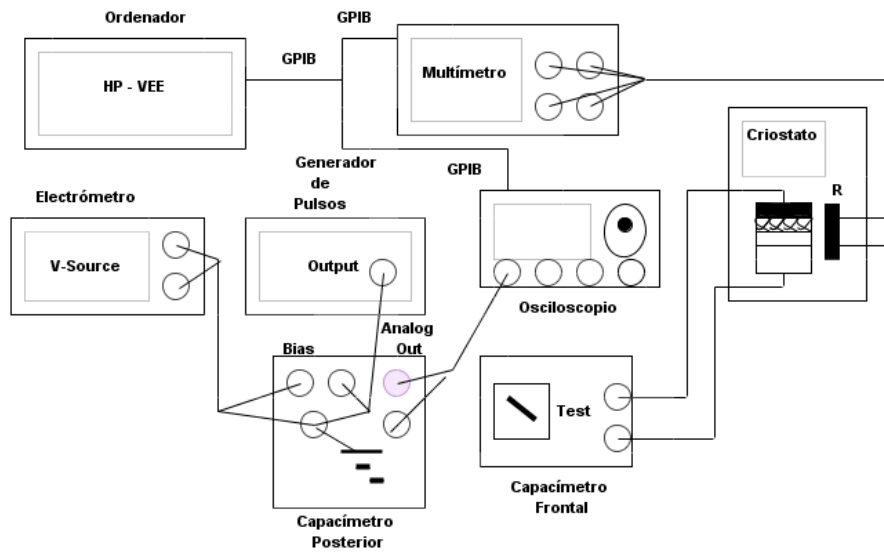 Ordenador
GPIB
GPIB
HP - VEE
Multímetro
Criostato
Generador
de
Pulsos
GPIB
R
Electrómetro
V-Source
Output
Osciloscopio
Analog
Out
Bias
Test
Capacímetro
Frontal
Capacímetro
Posterior